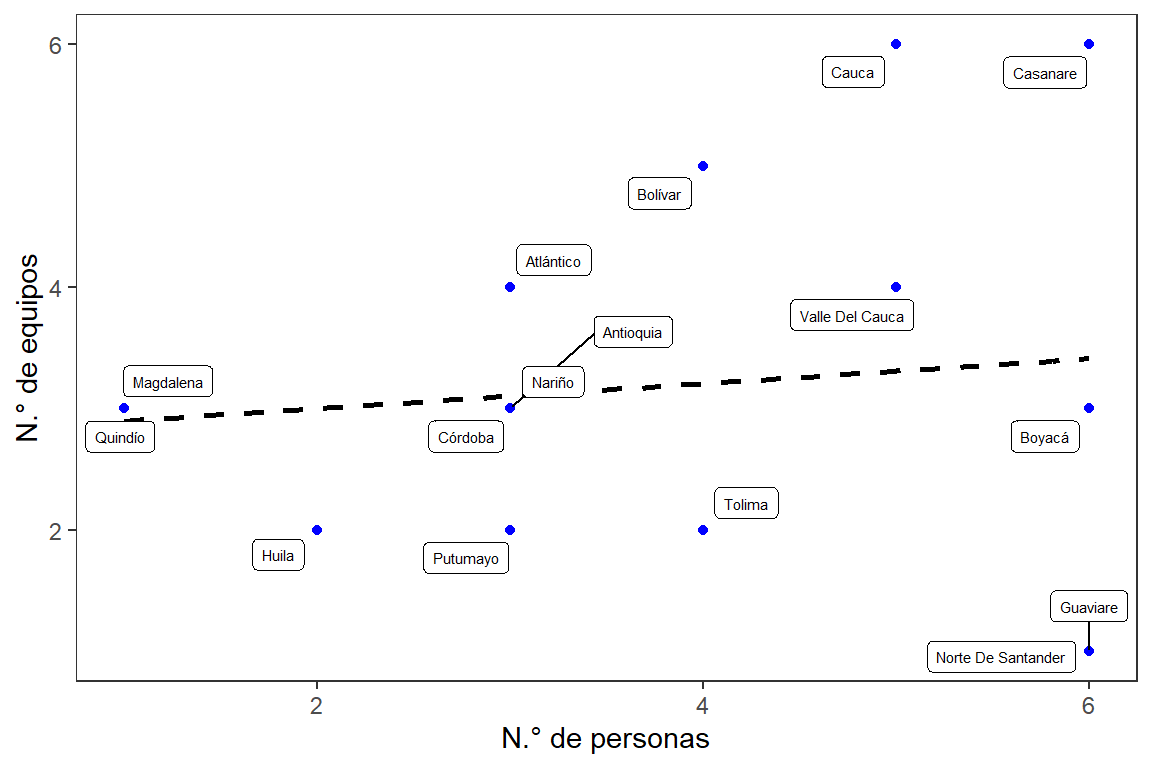 6
Cauca
Casanare
Bolívar
Atlántico
4
Valle Del Cauca
Antioquia
Magdalena
Nariño
Quindío
Córdoba
Boyacá
Tolima
2
Huila
Putumayo
Guaviare
Norte De Santander
N.° de equipos
2
4
6
N.° de personas